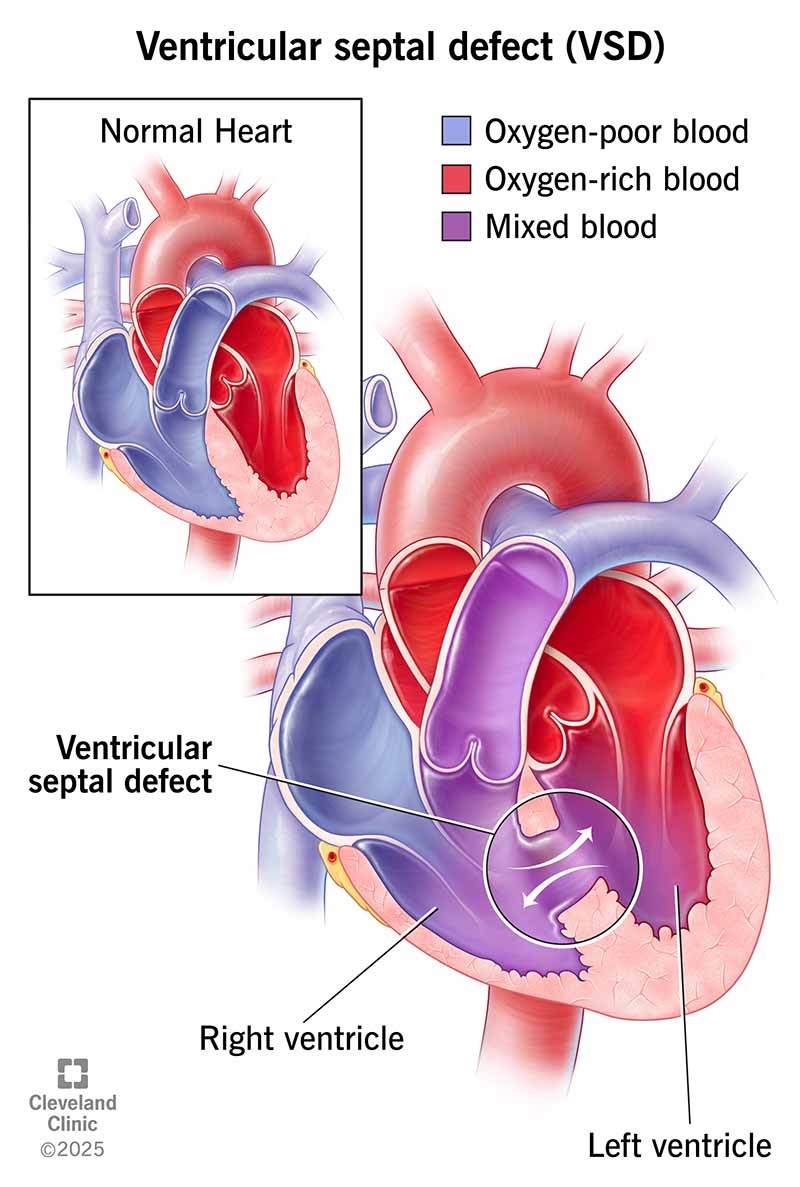 Ventricular septal defect (VSD)
Normal Heart
Oxygen-poor blood
Oxygen-rich blood
Mixed blood
Ventricular
septal defect
Right ventricle
Left ventricle
Cleveland
Clinic
©2025